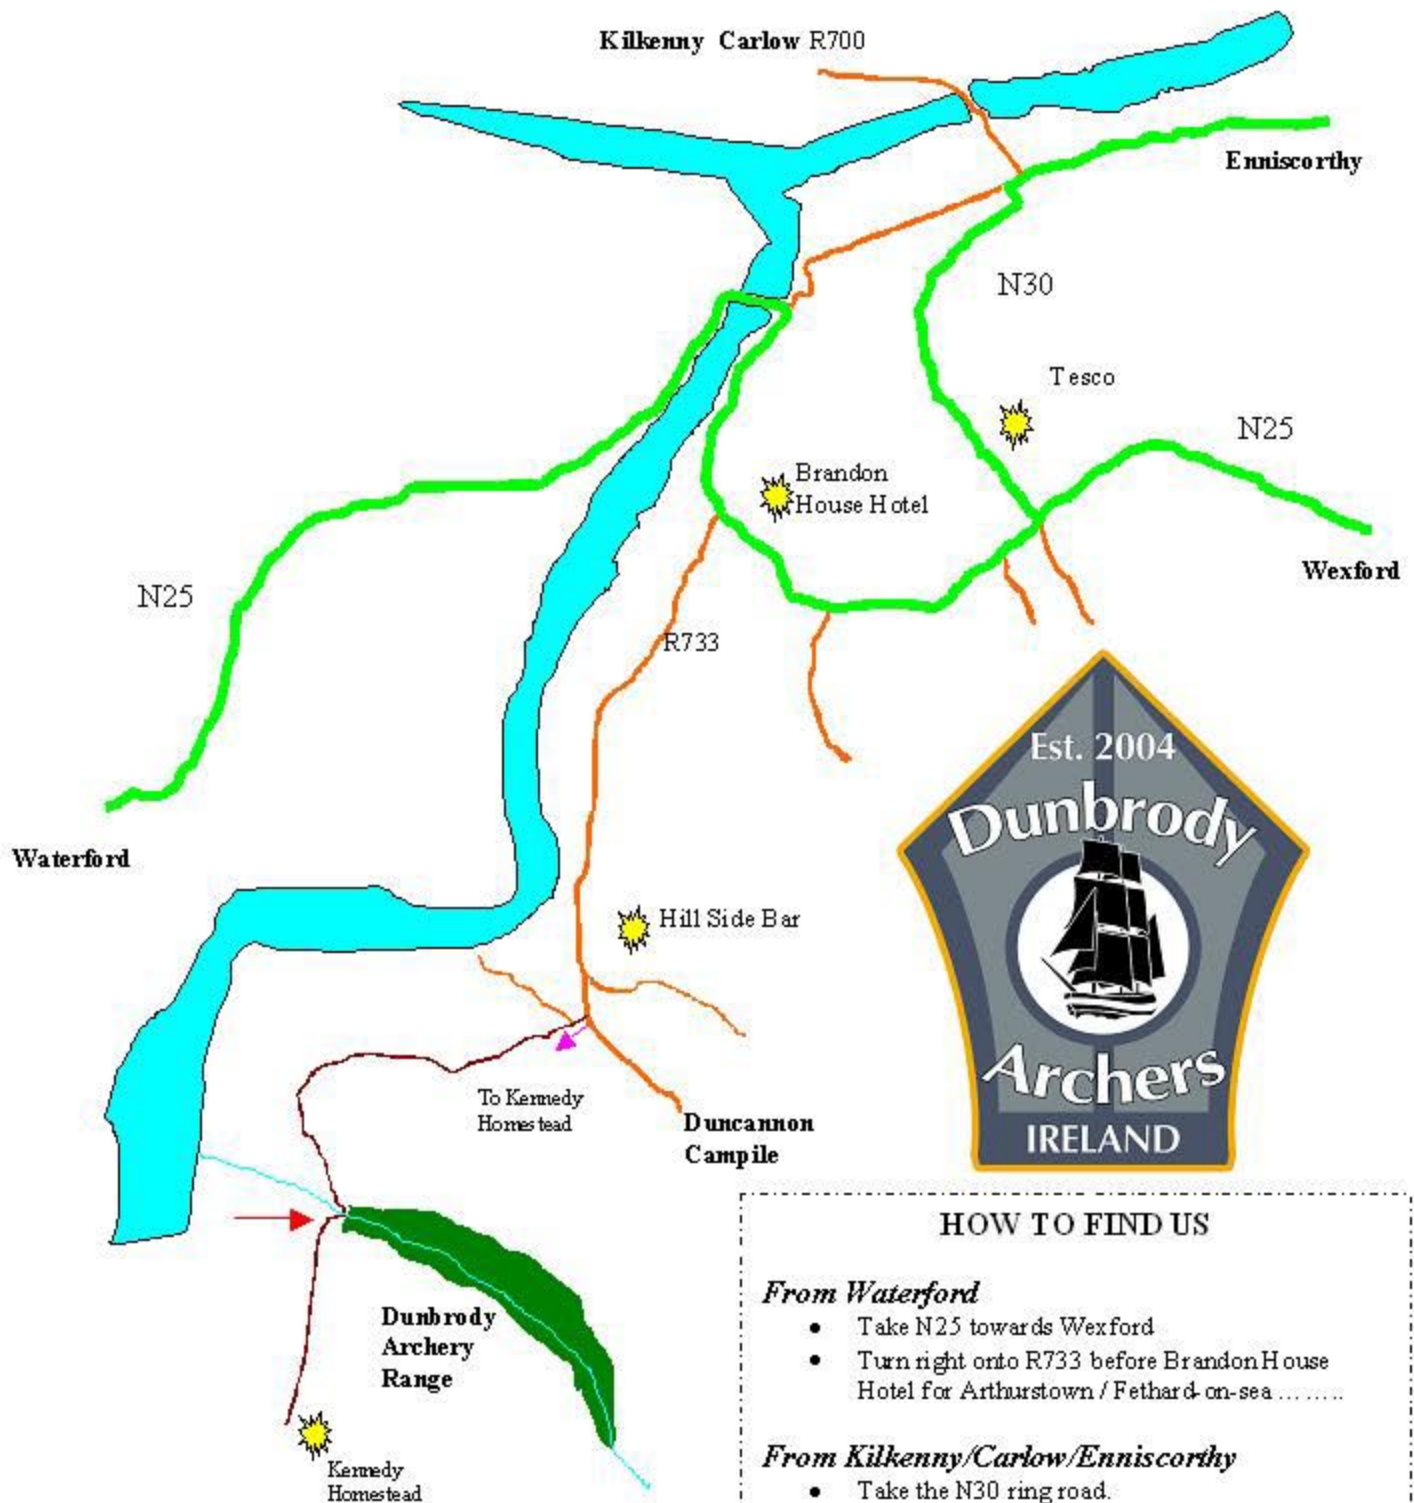 Kilkenny Carlow R700
Enniscorthy
N30
Tesco
N25
Brandon
House Hotel
Wexford
N25
R733
Est. 2004
Dunbrody
Waterford
Hill Side Bar
Archers
IRELAND
To Kennedy
Homestead
Duncannon
Campile
Dunbrody
Archery
Range
Kennedy
Homestead
HOW TO FIND US
From Waterford
• Take N25 towards Wexford
• Turn right onto R733 before Brandon House
Hotel for Arthurstown / Fethard-on-sea ........
From Kilkenny/Carlow/Enniscorthy
• Take the N30 ring road.